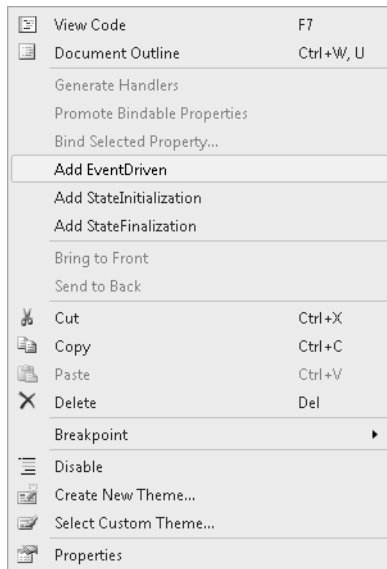 View Code F7
Document Outline Ctrl+W, U
Generate Handlers
Promote Bindable Properties
Bind Selected Property...
Add EventDriven
Add StateInitialization
Add StateFinalization
Bring to Front
Send to Back
Cut Ctrl+X
Copy Ctrl+C
Paste Ctrl+V
Delete Del
Breakpoint
Disable
Create New Theme...
Select Custom Theme...
Properties